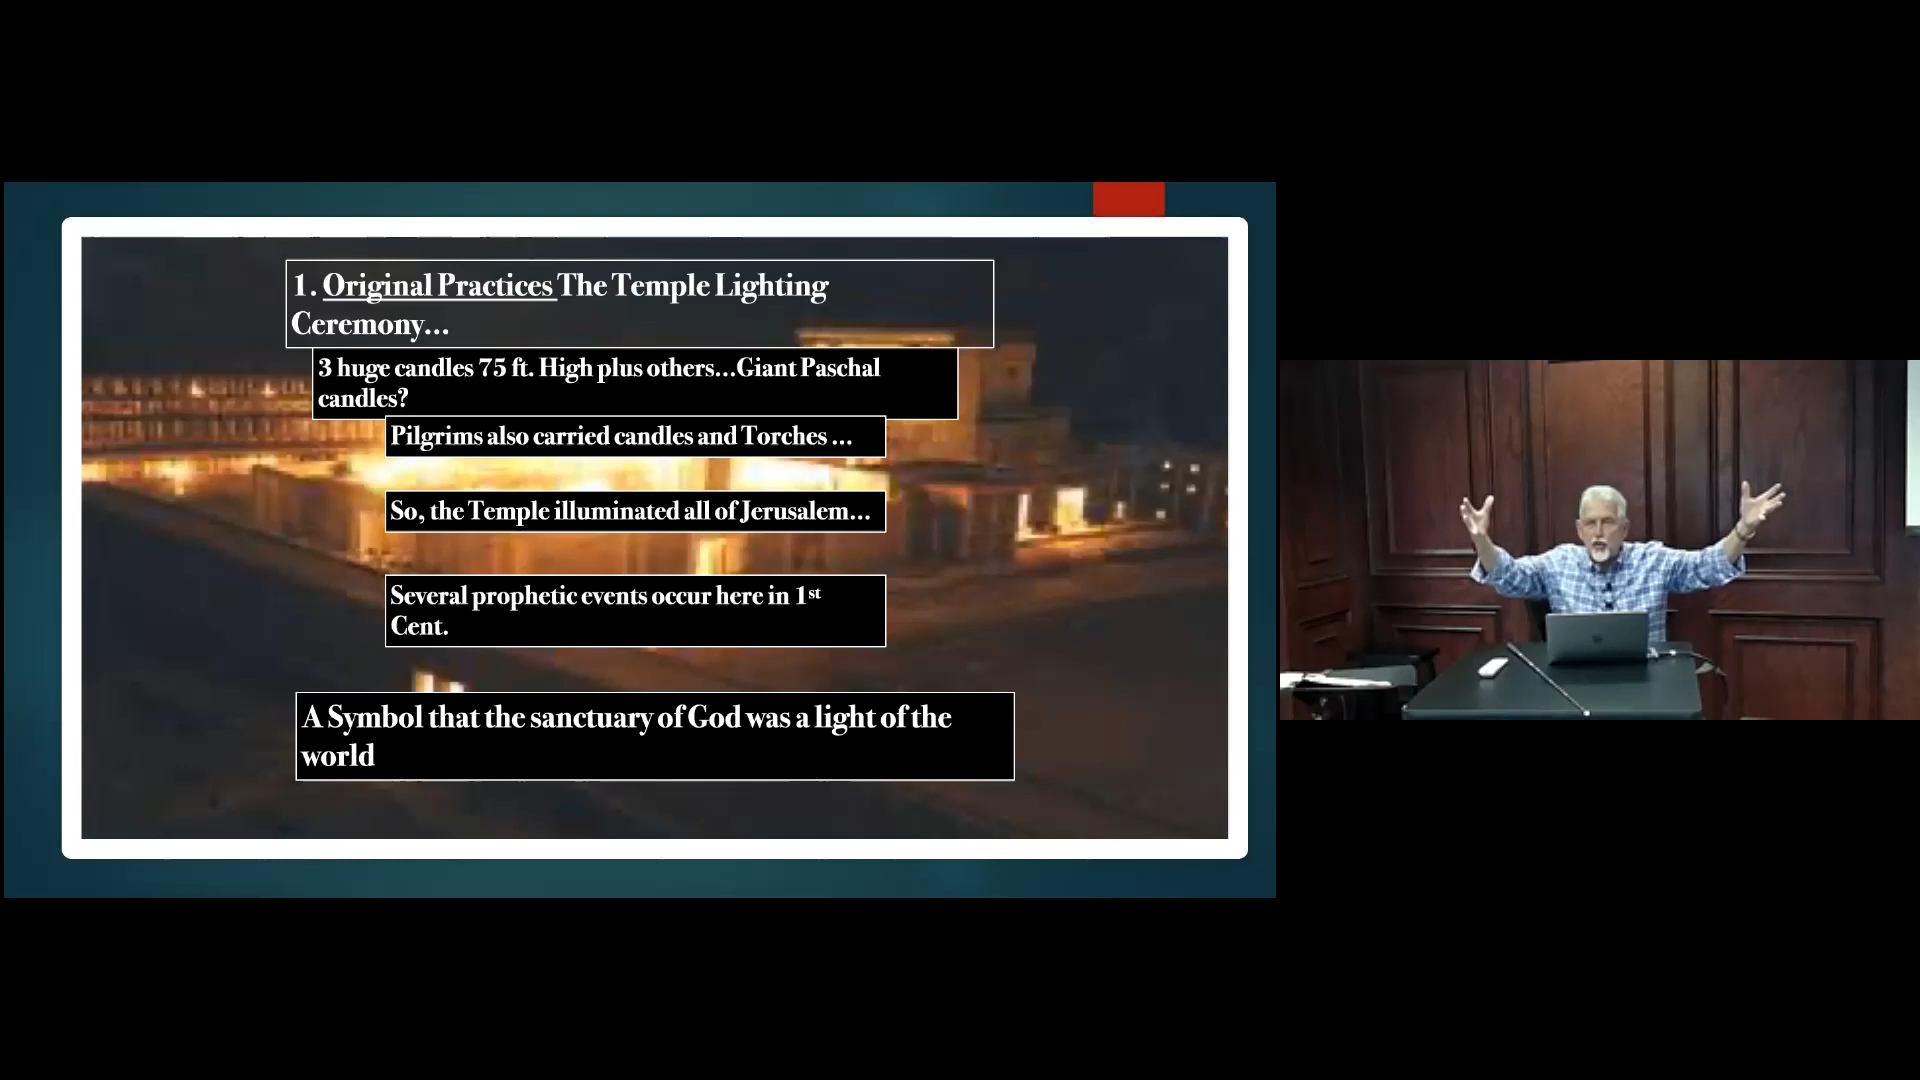 1. Original Practices The Temple Lighting
Ceremony...
3 huge candles 75 ft. High plus others...Giant Paschal
candles?
Pilgrims also carried candles and Torches ...
So, the Temple illuminated all of Jerusalem...
Several prophetic events occur here in 1st
Cent.
A Symbol that the sanctuary of God was a light of the
world